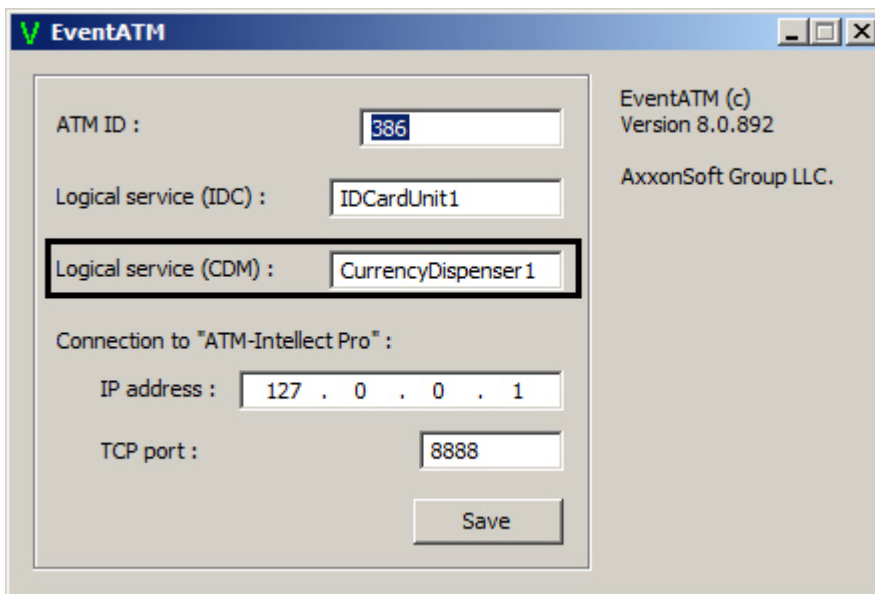 EventATM
ATM ID :
386
Logical service (IDC) :
IDCardUnit1
Logical service (CDM) :
CurrencyDispenser1
Connection to "ATM-Intellect Pro" :
IP address :
127 . 0 . 0 . 1
TCP port :
8888
Save
EventATM (c)
Version 8.0.892
AxxonSoft Group LLC.